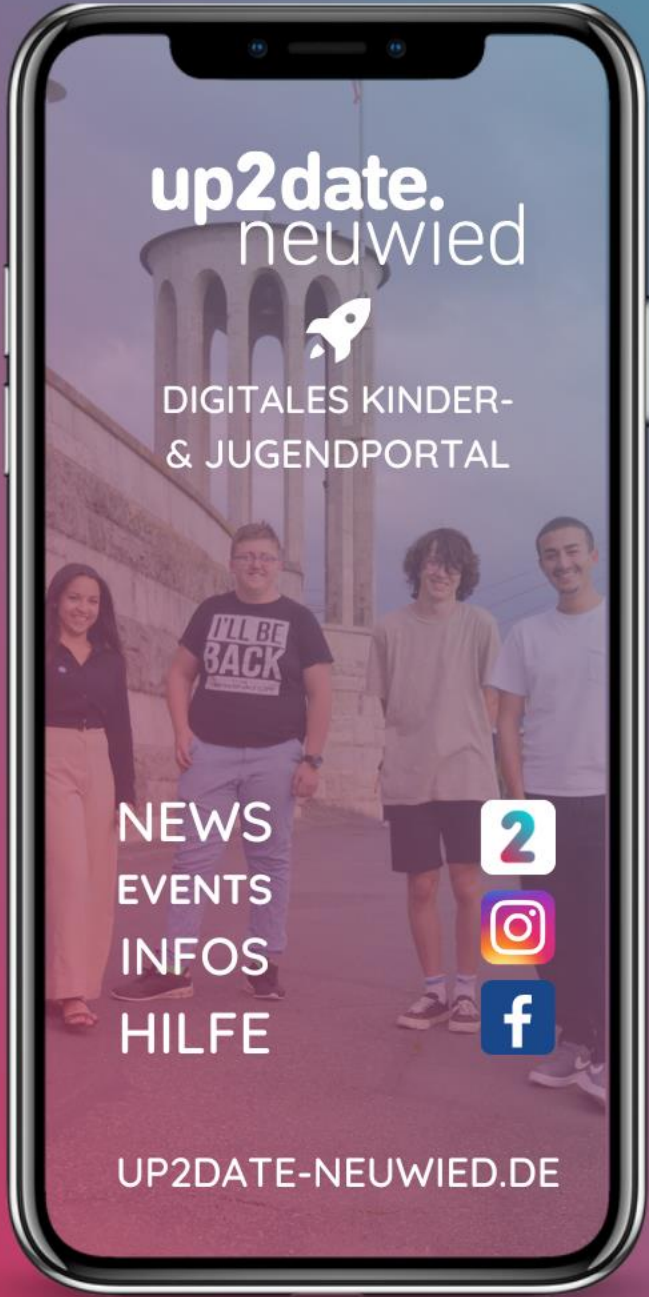 up2date.
neuwied
DIGITALES KINDER-
& JUGENDPORTAL
I'LL BE
BACK
NEWS
EVENTS
INFOS
HILFE
2
f
UP2DATE-NEUWIED.DE